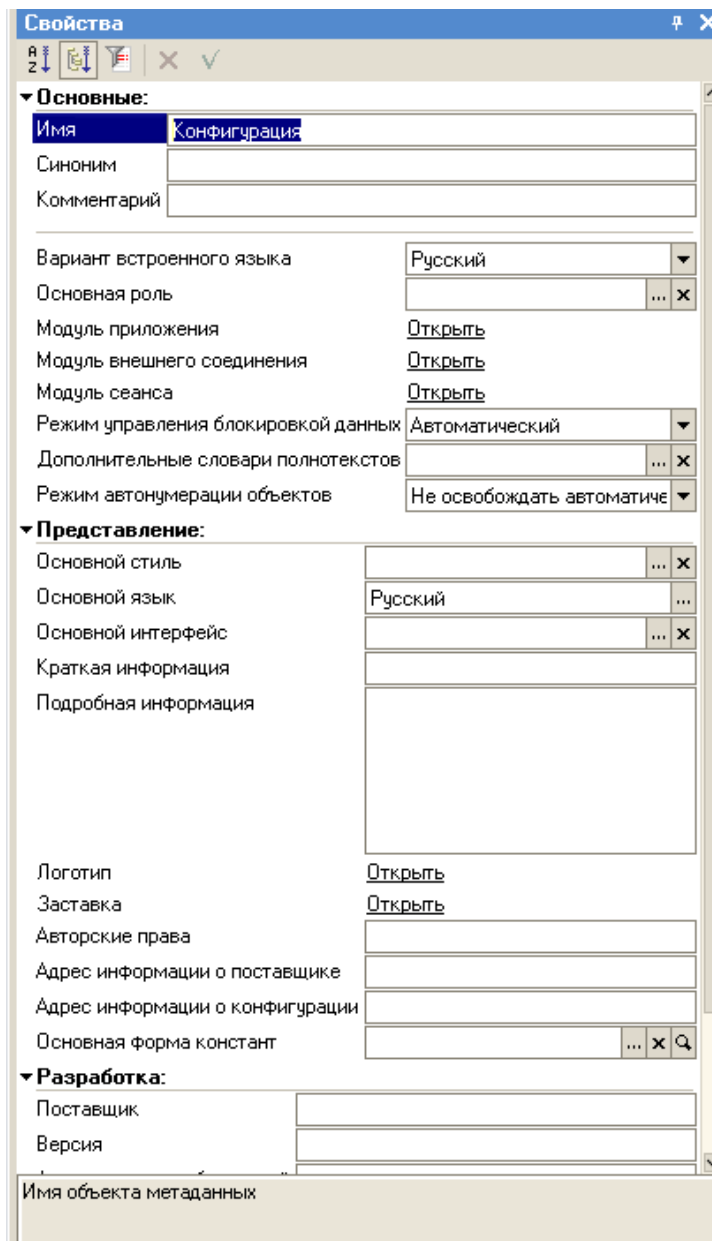 Свойства
Основные:
Имя Конфигурация
Синоним
Комментарий
Вариант встроенного языка Русский
Основная роль ...
Модуль приложения Открыть
Модуль внешнего соединения Открыть
Модуль сеанса Открыть
Режим управления блокировкой данных Автоматический
Дополнительные словари полнотекстов ...
Режим автонумерации объектов Не освобождать автоматиче
Представление:
Основной стиль ...
Основной язык Русский ...
Основной интерфейс ...
Краткая информация
Подробная информация
Логотип Открыть
Заставка Открыть
Авторские права
Адрес информации о поставщике
Адрес информации о конфигурации
Основная форма констант ...
Разработка:
Поставщик
Версия
Имя объекта метаданных